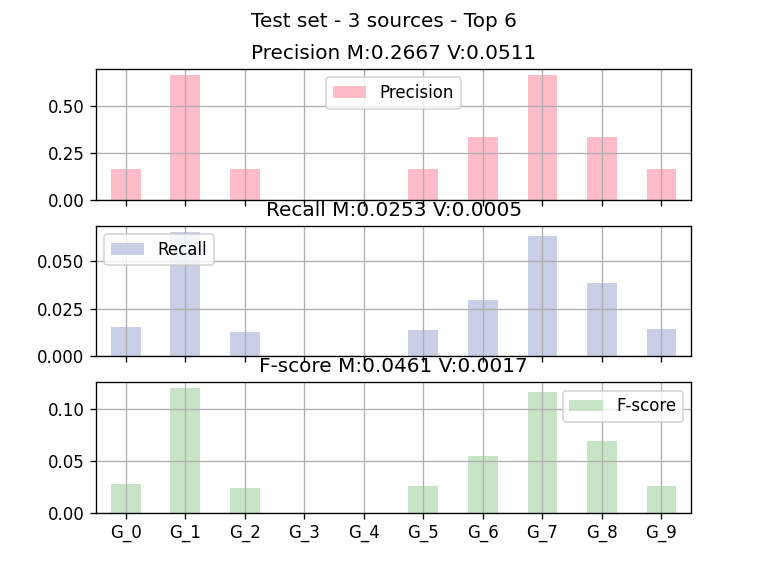 Test set - 3 sources - Top 6
Precision M:0.2667 V:0.0511
0.50
0.25
0.00
Precision
Recall M:0.0253 V:0.0005
0.050
0.025
0.000
Recall
F-score M:0.0461 V:0.0017
0.10
0.05
0.00
F-score
G_0 G_1 G_2 G_3 G_4 G_5 G_6 G_7 G_8 G_9